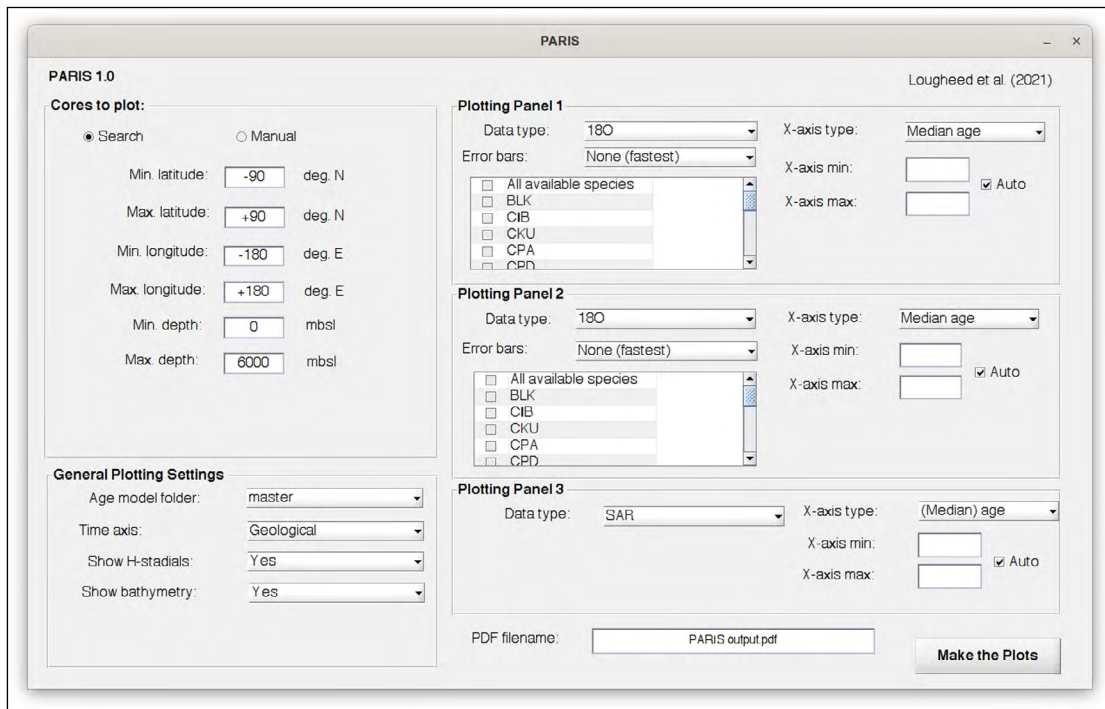 PARIS
PARIS 1.0
Lougheed et al. (2021)
Cores to plot:
Search Manual
Min. latitude: -90 deg. N
Max. latitude: +90 deg. N
Min. longitude: -180 deg. E
Max. longitude: +180 deg. E
Min. depth: 0 mbsl
Max. depth: 6000 mbsl
General Plotting Settings
Age model folder: master
Time axis: Geological
Show H-stadials: Yes
Show bathymetry: Yes
Plotting Panel 1
Data type: 18O X-axis type: Median age
Error bars: None (fastest) X-axis min:
Auto
X-axis max:
All available species
BLK
CIB
CKU
CPA
CPD
Plotting Panel 2
Data type: 18O X-axis type: Median age
Error bars: None (fastest) X-axis min:
Auto
X-axis max:
All available species
BLK
CIB
CKU
CPA
CPD
Plotting Panel 3
Data type: SAR X-axis type: (Median) age
X-axis min:
Auto
X-axis max:
PDF filename: PARIS output.pdf
Make the Plots